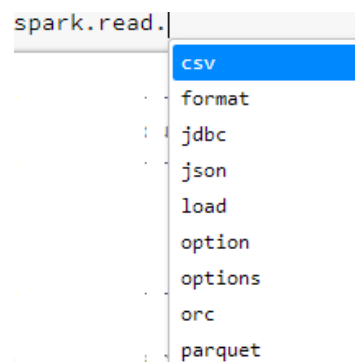 spark.read.
csv
format
jdbc
json
load
option
options
orc
parquet